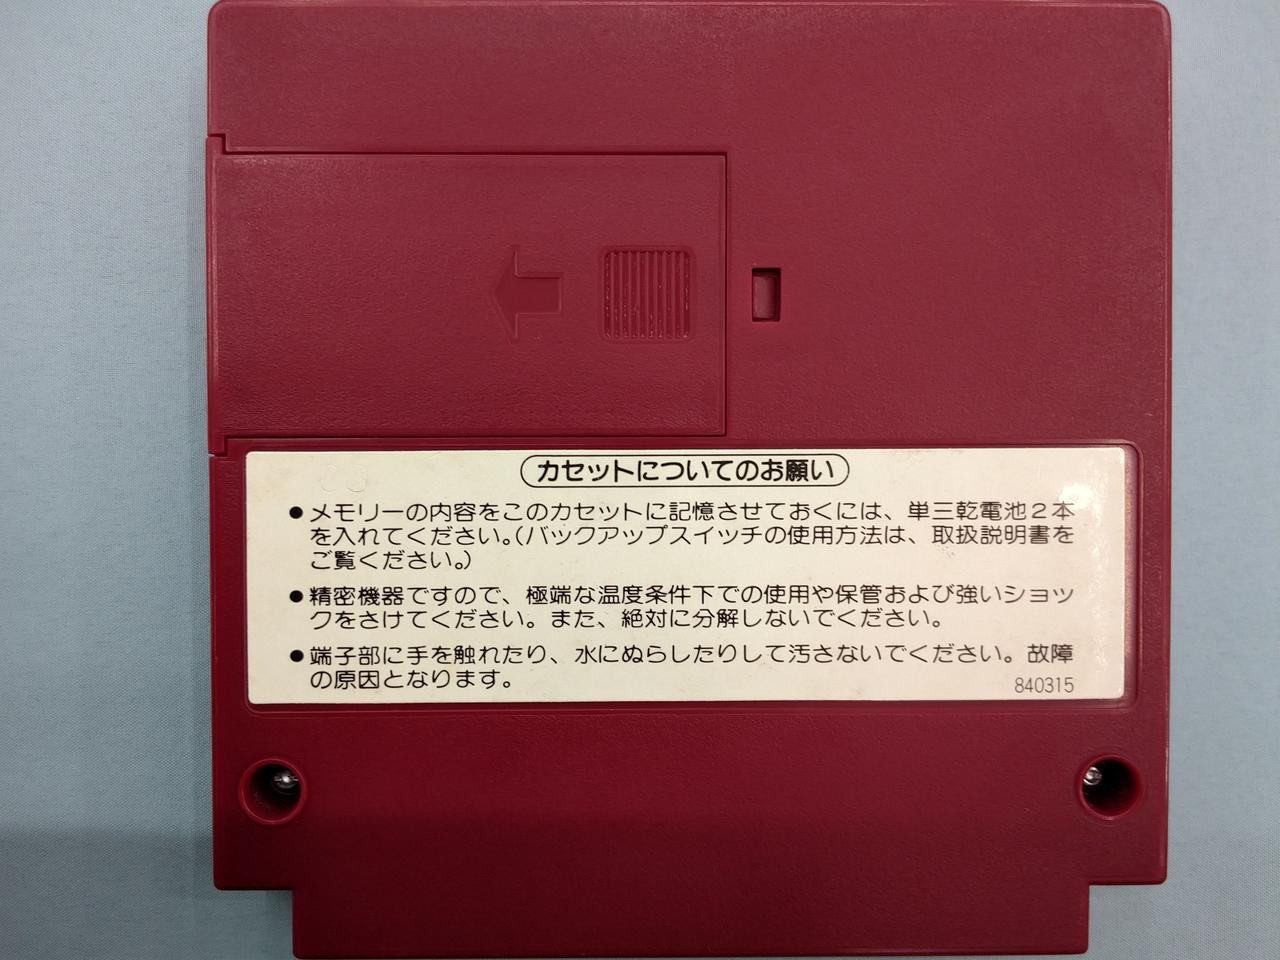 カセットについてのお願い
●メモリーの内容をこのカセットに記憶させておくには、単三乾電池2本
を入れてください。(バックアップスイッチの使用方法は、取扱説明書を
ご覧ください。)
●精密機器ですので、極端な温度条件下での使用や保管および強いショッ
クをさけてください。また、絶対に分解しないでください。
●端子部に手を触れたり、水にぬらしたりして汚さないでください。故障
の原因となります。
840315